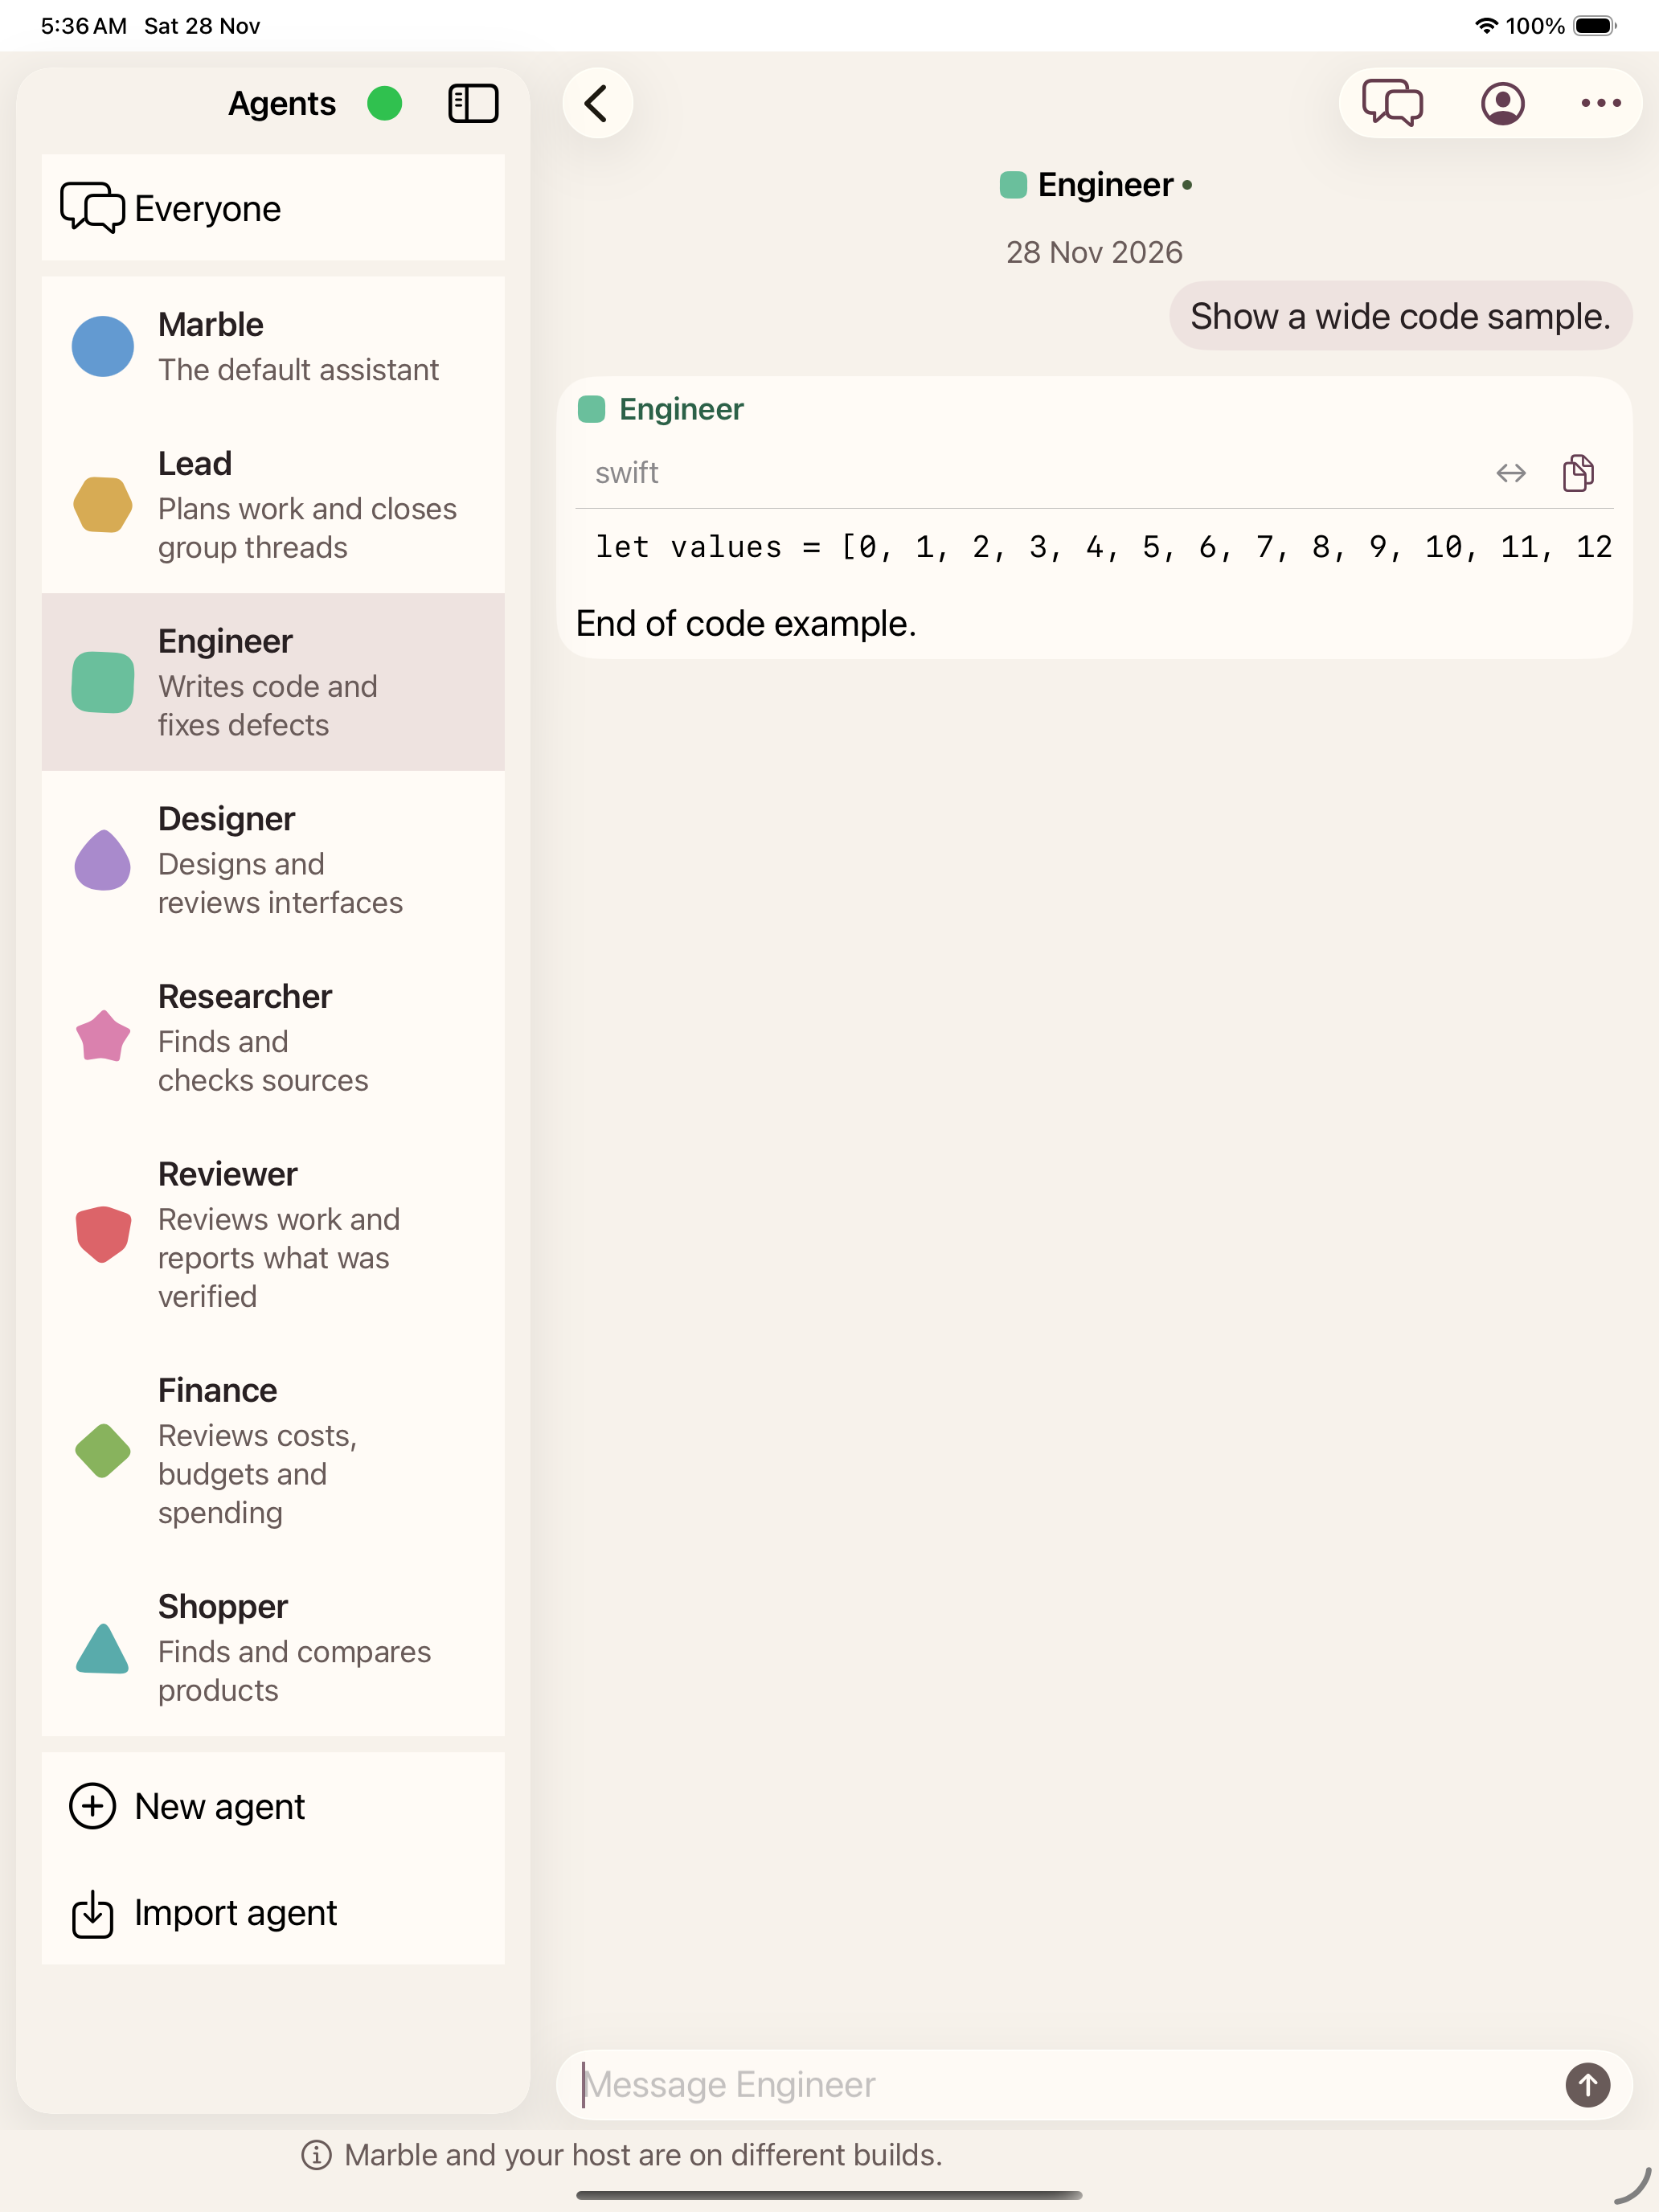 5:36 AM Sat 28 Nov
100%
Agents
Everyone
Marble
The default assistant
Lead
Plans work and closes
group threads
Engineer
Writes code and
fixes defects
Designer
Designs and
reviews interfaces
Researcher
Finds and
checks sources
Reviewer
Reviews work and
reports what was
verified
Finance
Reviews costs,
budgets and
spending
Shopper
Finds and compares
products
New agent
Import agent
Engineer
28 Nov 2026
Show a wide code sample.
Engineer
swift
let values = [0, 1, 2, 3, 4, 5, 6, 7, 8, 9, 10, 11, 12
End of code example.
Message Engineer
Marble and your host are on different builds.